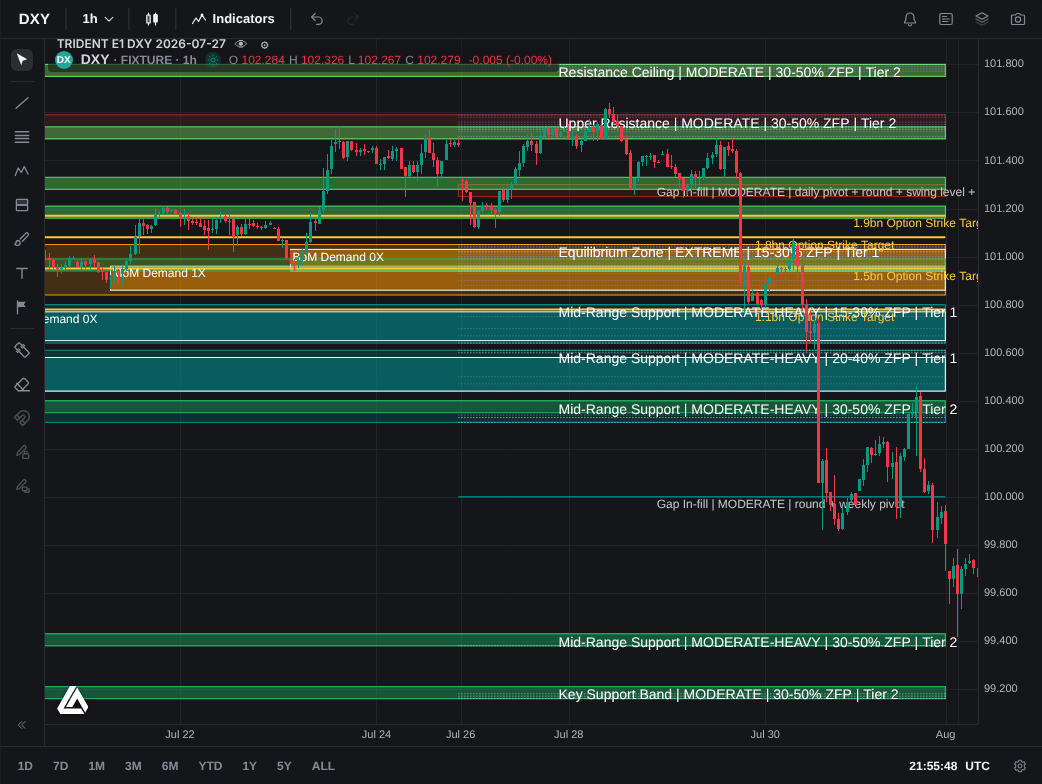 DXY 1h Indicators
TRIDENT E1 DXY 2026-07-27
DX DXY · FIXTURE · 1h O 102.284 H 102.326 L 102.267 C 102.279 -0.005 (-0.00%)
Resistance Ceiling | MODERATE | 30-50% ZFP | Tier 2
Upper Resistance | MODERATE | 30-50% ZFP | Tier 2
Gap In-fill | MODERATE | daily pivot + round + swing level +
1.9bn Option Strike Targ
1.8bn Option Strike Target
Equilibrium Zone | EXTREME | 15-30% ZFP | Tier 1
BoM Demand 0X
BoM Demand 1X
1.5bn Option Strike Targ
Mid-Range Support | MODERATE-HEAVY | 15-30% ZFP | Tier 1
1.1bn Option Strike Target
emand 0X
Mid-Range Support | MODERATE-HEAVY | 20-40% ZFP | Tier 1
Mid-Range Support | MODERATE-HEAVY | 30-50% ZFP | Tier 2
Gap In-fill | MODERATE | round + weekly pivot
Mid-Range Support | MODERATE-HEAVY | 30-50% ZFP | Tier 2
Key Support Band | MODERATE | 30-50% ZFP | Tier 2
101.800
101.600
101.400
101.200
101.000
100.800
100.600
100.400
100.200
100.000
99.800
99.600
99.400
99.200
Jul 22 Jul 24 Jul 26 Jul 28 Jul 30 Aug
1D 7D 1M 3M 6M YTD 1Y 5Y ALL 21:55:48 UTC